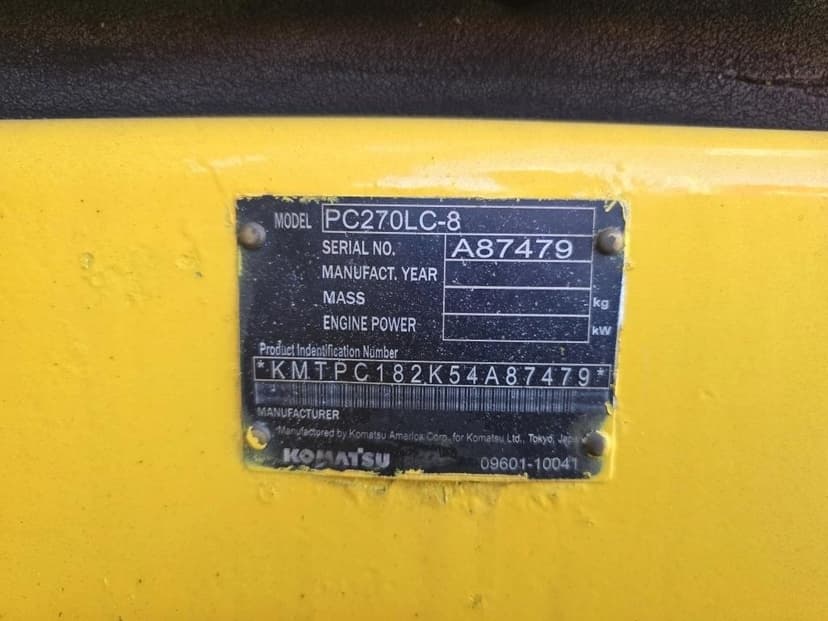 MODEL PC270LC-8
SERIAL NO. A87479
MANUFACT. YEAR
MASS kg
ENGINE POWER kW
Product Indentification Number
*KMTPC182K54A87479*
MANUFACTURER
Manufactured by Komatsu America Corp. for Komatsu Ltd., Tokyo, Japan
KOMATSU 09601-10041